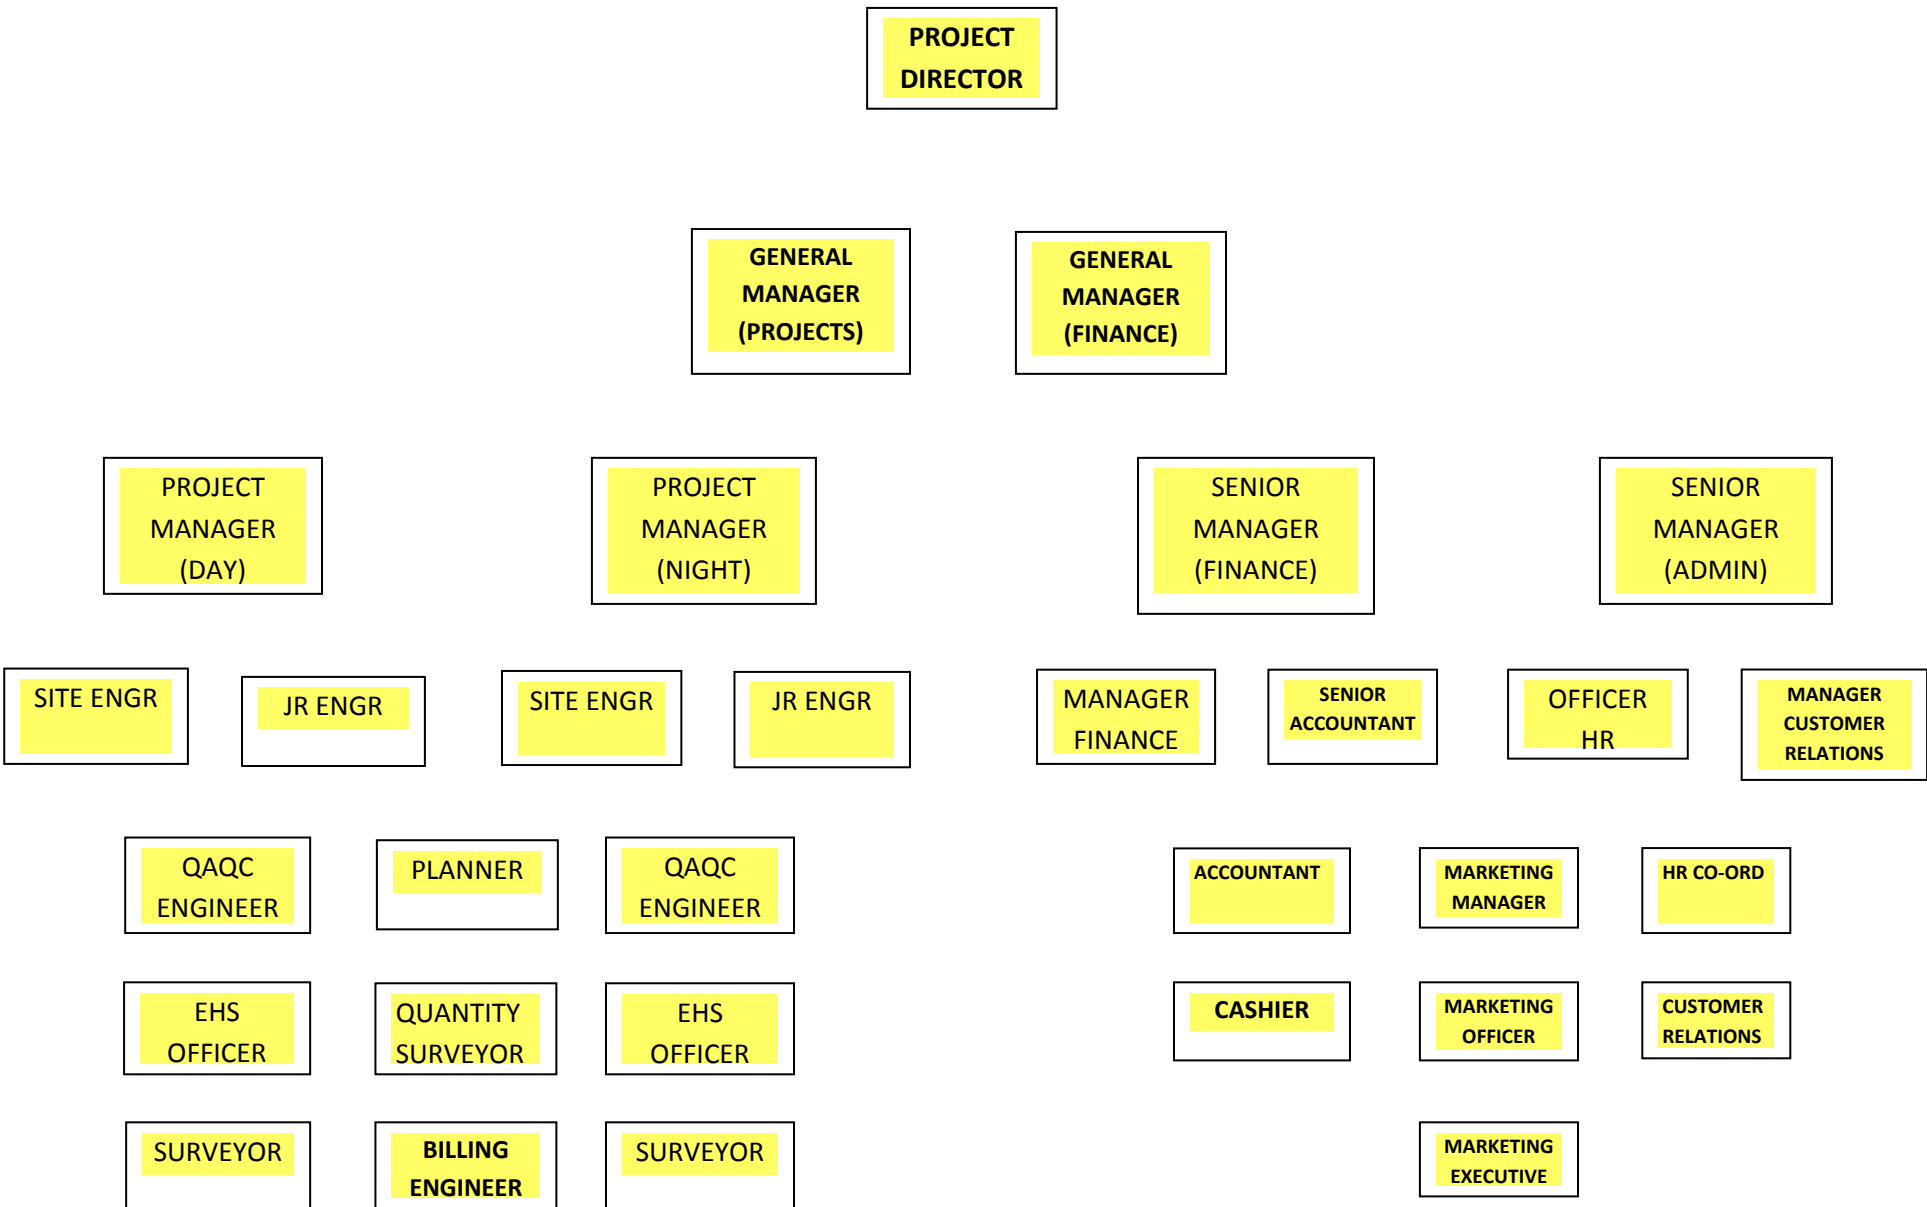 PROJECT
DIRECTOR
GENERAL
MANAGER
(PROJECTS)
GENERAL
MANAGER
(FINANCE)
PROJECT
MANAGER
(DAY)
PROJECT
MANAGER
(NIGHT)
SENIOR
MANAGER
(FINANCE)
SENIOR
MANAGER
(ADMIN)
SITE ENGR
JR ENGR
SITE ENGR
JR ENGR
MANAGER
FINANCE
SENIOR
ACCOUNTANT
OFFICER
HR
MANAGER
CUSTOMER
RELATIONS
QAQC
ENGINEER
PLANNER
QAQC
ENGINEER
ACCOUNTANT
MARKETING
MANAGER
HR CO-ORD
EHS
OFFICER
QUANTITY
SURVEYOR
EHS
OFFICER
CASHIER
MARKETING
OFFICER
CUSTOMER
RELATIONS
SURVEYOR
BILLING
ENGINEER
SURVEYOR
MARKETING
EXECUTIVE